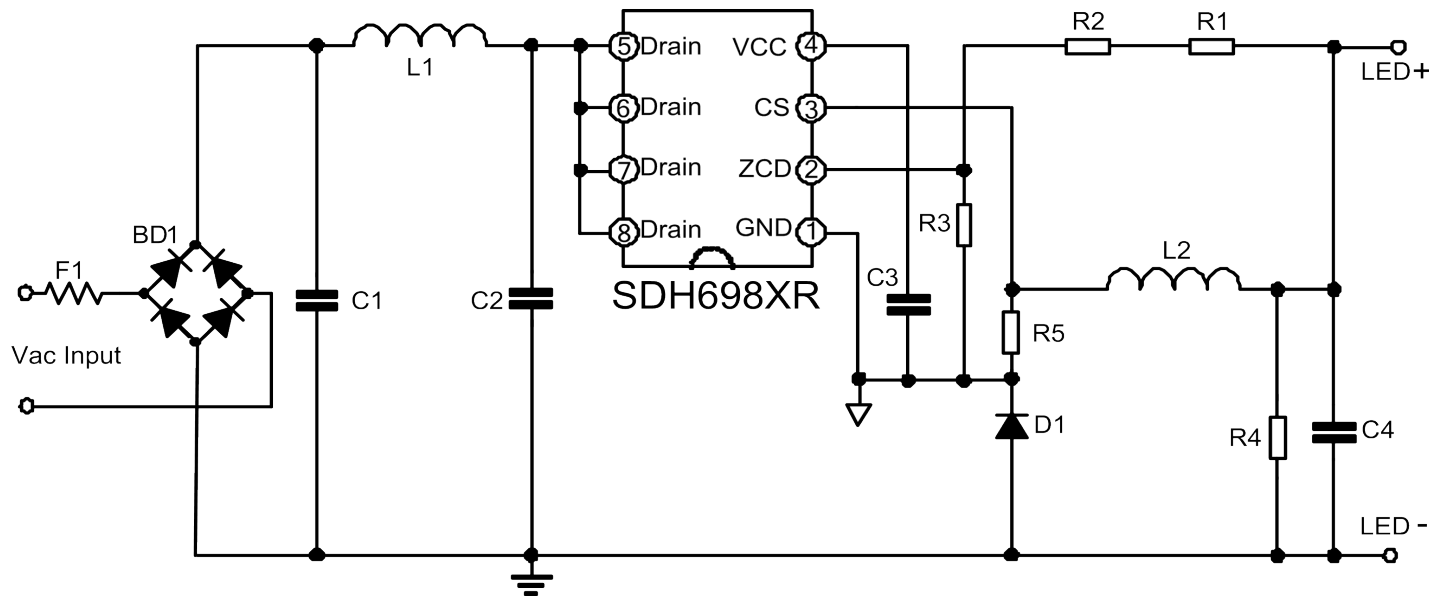 R2
R1
L1
5 Drain
VCC 4
LED+
6 Drain
CS 3
7 Drain
ZCD 2
8 Drain
GND 1
R3
BD1
L2
F1
SDH698XR
C3
C1
C2
R5
Vac Input
D1
R4
C4
LED -